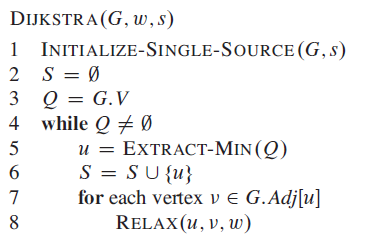 DIJKSTRA(G, w, s)
1 INITIALIZE-SINGLE-SOURCE(G, s)
2 S = ∅
3 Q = G.V
4 while Q ≠ ∅
5 u = EXTRACT-MIN(Q)
6 S = S ∪ {u}
7 for each vertex v ∈ G.Adj[u]
8 RELAX(u, v, w)